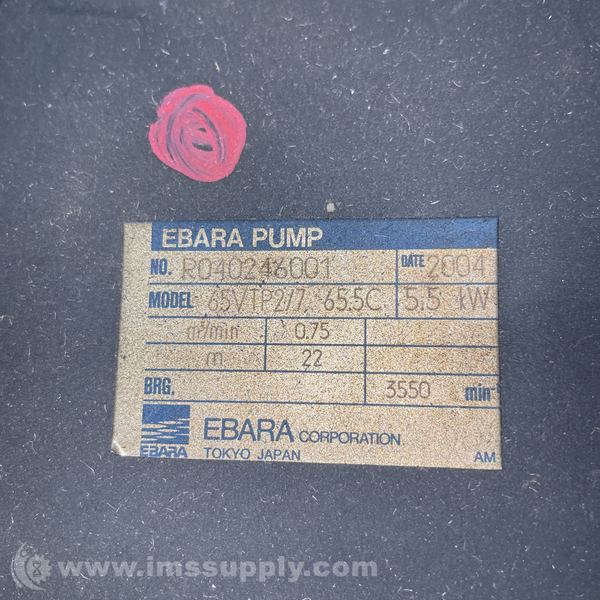 EBARA PUMP
NO. R040246001 DATE 2004
MODEL 65VTP2/7 65.5C 5.5 kW
m³/min 0.75
m 22
BRG. 3550 min
EBARA EBARA CORPORATION
TOKYO JAPAN AM
www.imssupply.com